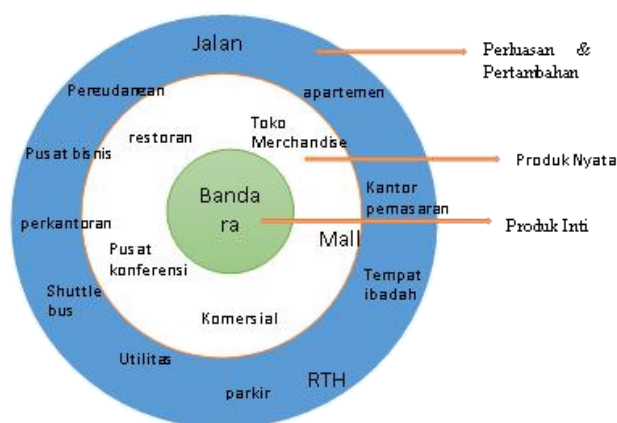 Jalan
Perluasan & 
Pertambahan
Pergudangan
apartemen
Toko
Merchandise
restoran
Pusat bisnis
Produk Nyata
Kantor
pemasaran
Banda
ra
perkantoran
Produk Inti
Mall
Pusat
konferensi
Tempat
ibadah
Shuttle
bus
Komersial
Utilitas
RTH
parkir